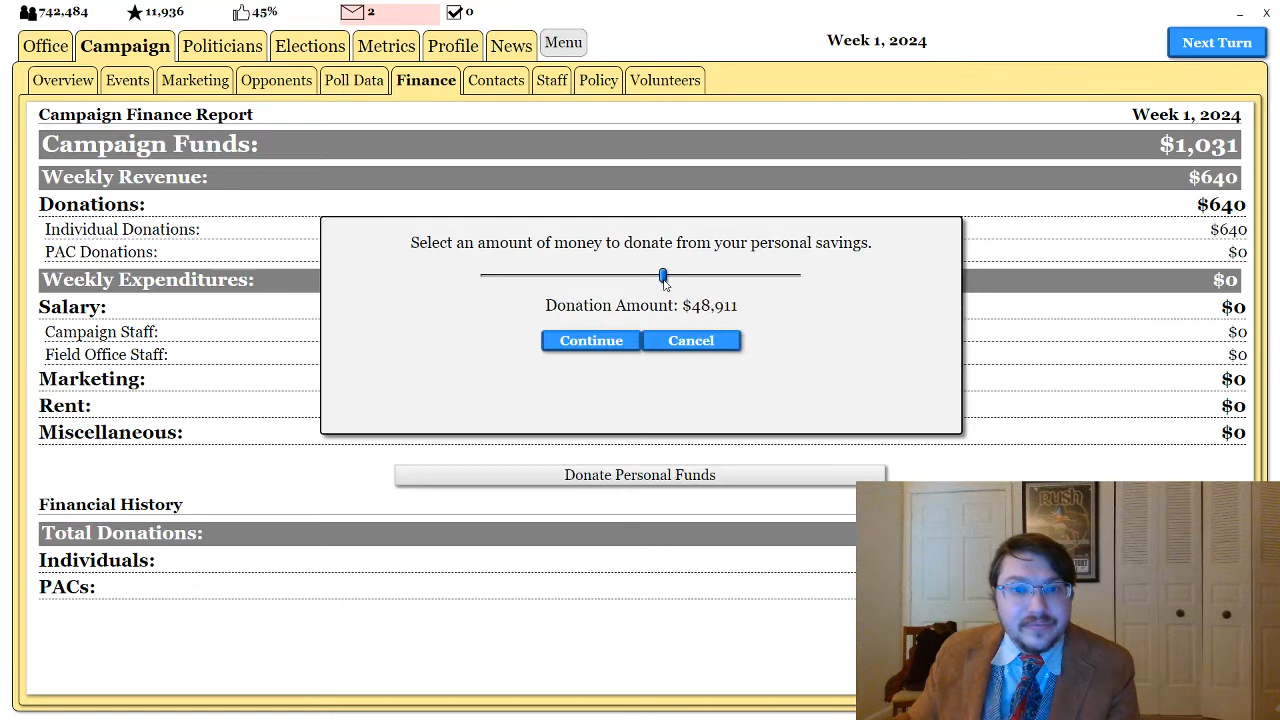 742,484 11,936 45% 2 0 _ X
Office Campaign Politicians Elections Metrics Profile News Menu Week 1, 2024 Next Turn
Overview Events Marketing Opponents Poll Data Finance Contacts Staff Policy Volunteers
Campaign Finance Report Week 1, 2024
Campaign Funds: $1,031
Weekly Revenue: $640
Donations: $640
Individual Donations: $640
PAC Donations: $0
Weekly Expenditures: $0
Salary: $0
Campaign Staff: $0
Field Office Staff: $0
Marketing: $0
Rent: $0
Miscellaneous: $0
Select an amount of money to donate from your personal savings.
Donation Amount: $48,911
Continue Cancel
Donate Personal Funds
Financial History
Total Donations:
Individuals:
PACs:
RUSH